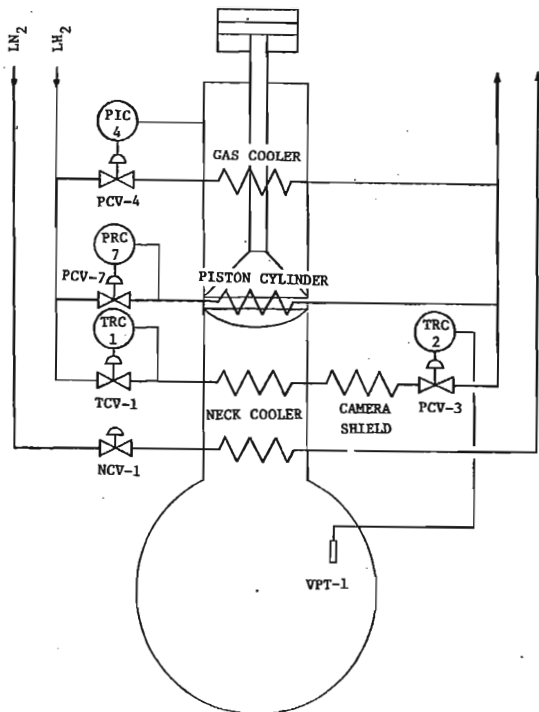 LN2
LH2
PIC
4
GAS COOLER
PCV-4
PRC
7
PCV-7
PISTON CYLINDER
TRC
1
TRC
2
TCV-1
NECK COOLER
CAMERA
SHIELD
PCV-3
NCV-1
VPT-1